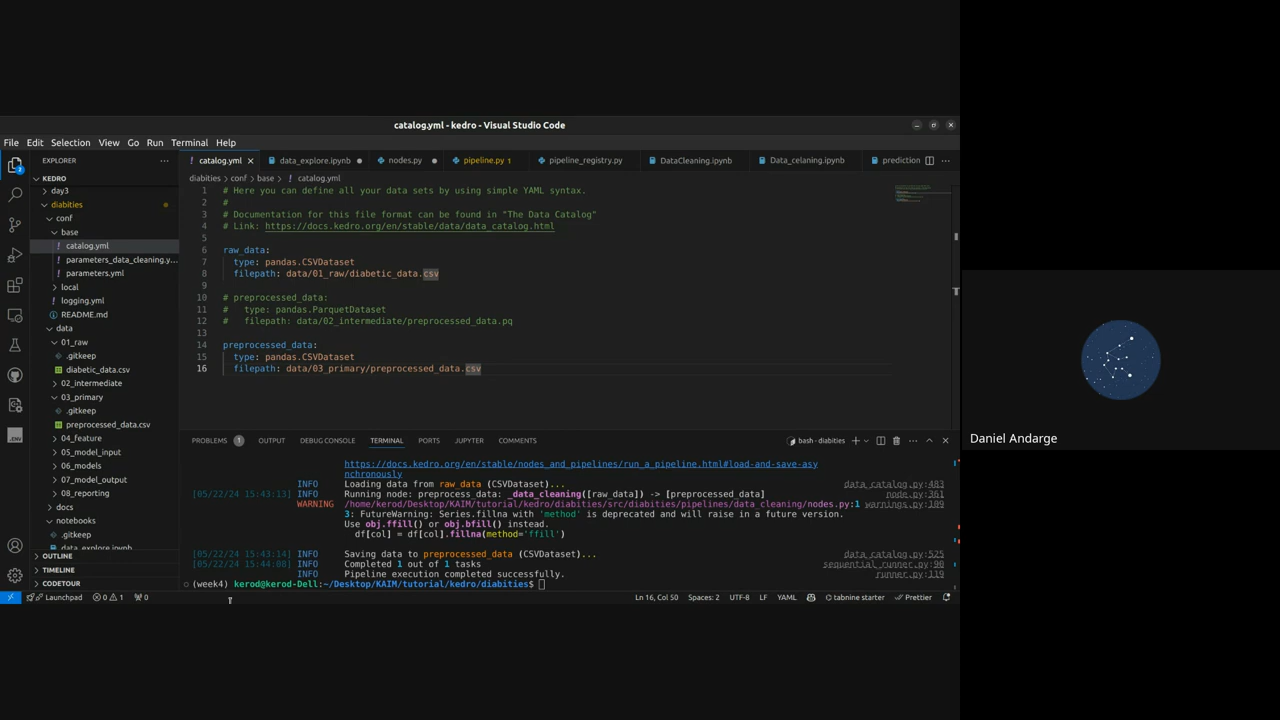 catalog.yml - kedro - Visual Studio Code
File Edit Selection View Go Run Terminal Help
EXPLORER
KEDRO
day3
diabities
conf
base
catalog.yml
parameters_data_cleaning.y...
parameters.yml
local
logging.yml
README.md
data
01_raw
.gitkeep
diabetic_data.csv
02_intermediate
03_primary
.gitkeep
preprocessed_data.csv
04_feature
05_model_input
06_models
07_model_output
08_reporting
docs
notebooks
.gitkeep
data_explore.ipynb
OUTLINE
TIMELINE
CODETOUR
catalog.yml data_explore.ipynb nodes.py pipeline.py 1 pipeline_registry.py DataCleaning.ipynb Data_celaning.ipynb prediction
diabities > conf > base > catalog.yml
1 # Here you can define all your data sets by using simple YAML syntax.
2 #
3 # Documentation for this file format can be found in "The Data Catalog"
4 # Link: https://docs.kedro.org/en/stable/data/data_catalog.html
5
6 raw_data:
7 type: pandas.CSVDataset
8 filepath: data/01_raw/diabetic_data.csv
9
10 # preprocessed_data:
11 #   type: pandas.ParquetDataset
12 #   filepath: data/02_intermediate/preprocessed_data.pq
13
14 preprocessed_data:
15 type: pandas.CSVDataset
16 filepath: data/03_primary/preprocessed_data.csv
PROBLEMS 1 OUTPUT DEBUG CONSOLE TERMINAL PORTS JUPYTER COMMENTS
bash - diabities
https://docs.kedro.org/en/stable/nodes_and_pipelines/run_a_pipeline.html#load-and-save-asy
nchronously
INFO Loading data from raw_data (CSVDataset)... data_catalog.py:483
[05/22/24 15:43:13] INFO Running node: preprocess_data: _data_cleaning([raw_data]) -> [preprocessed_data] node.py:361
WARNING /home/kerod/Desktop/KAIM/tutorial/kedro/diabities/src/diabities/pipelines/data_cleaning/nodes.py:1 warnings.py:109
3: FutureWarning: Series.fillna with 'method' is deprecated and will raise in a future version.
Use obj.ffill() or obj.bfill() instead.
df[col] = df[col].fillna(method='ffill')
[05/22/24 15:43:14] INFO Saving data to preprocessed_data (CSVDataset)... data_catalog.py:525
[05/22/24 15:44:08] INFO Completed 1 out of 1 tasks sequential_runner.py:90
INFO Pipeline execution completed successfully. runner.py:119
(week4) kerod@kerod-Dell:~/Desktop/KAIM/tutorial/kedro/diabities$
Launchpad 0 1 0 Ln 16, Col 50 Spaces: 2 UTF-8 LF YAML tabnine starter Prettier
Daniel Andarge